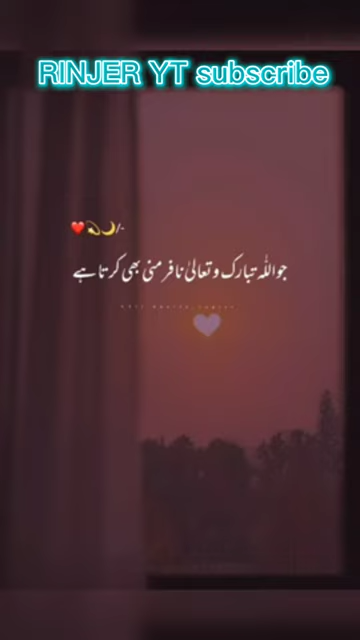 RINJER YT subscribe
❤️💫🌙/-
جو اللہ تبارک و تعالیٰ نافرمنی بھی کرتا ہے